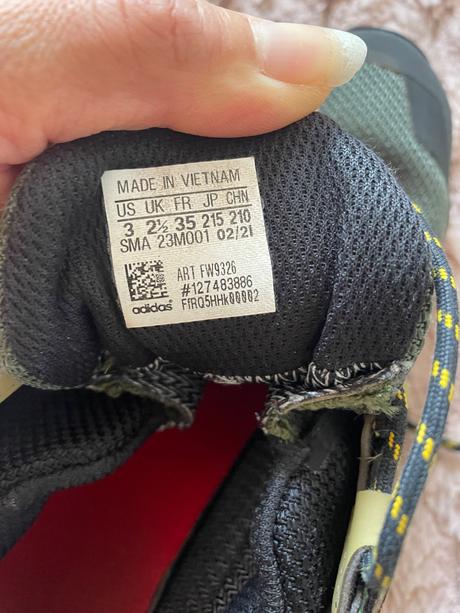 MADE IN VIETNAM
US UK FR JP CHN
3 2½ 35 215 210
SMA 23M001 02/21
ART FW9326
#127483886
adidas® FfRQ5HHk00002